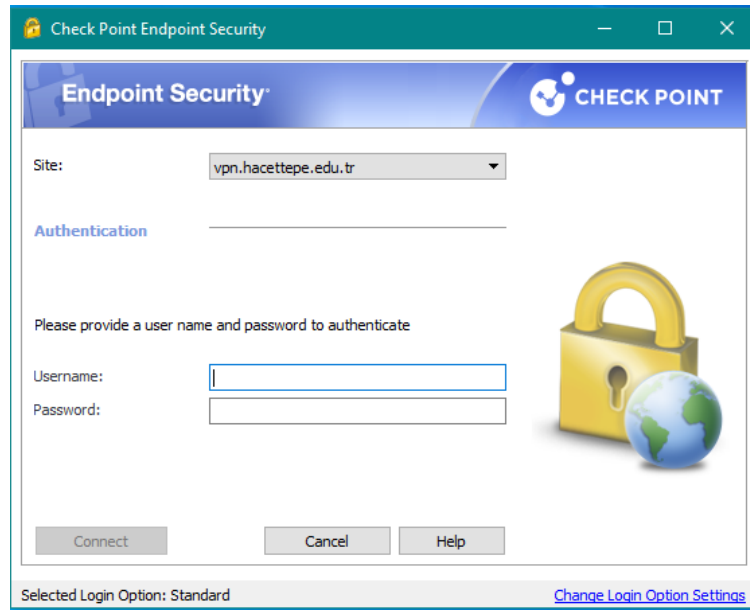 Check Point Endpoint Security
Endpoint Security
CHECK POINT
Site: vpn.hacettepe.edu.tr
Authentication
Please provide a user name and password to authenticate
Username:
Password:
Connect Cancel Help
Selected Login Option: Standard Change Login Option Settings